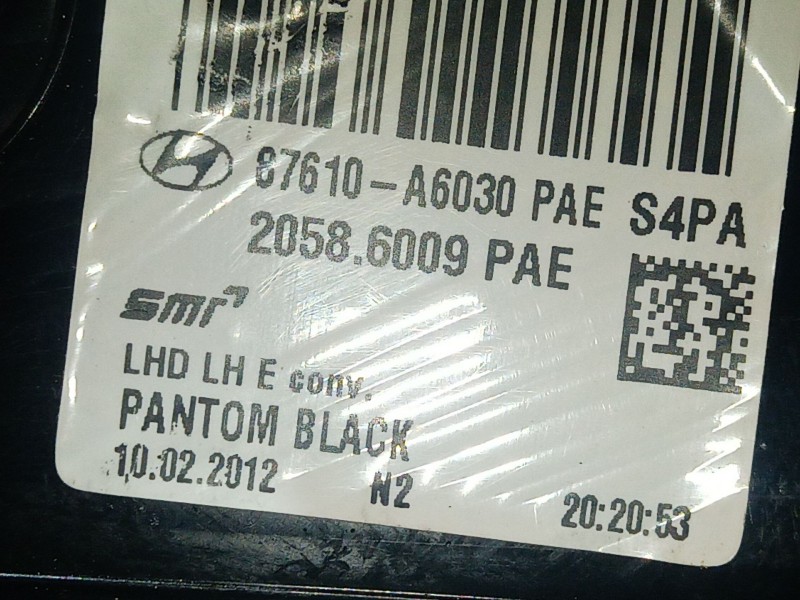 87610-A6030 PAE S4PA
2058.6009 PAE
smr
LHD LH E conv.
PANTOM BLACK
10.02.2012 N2 20:20:53